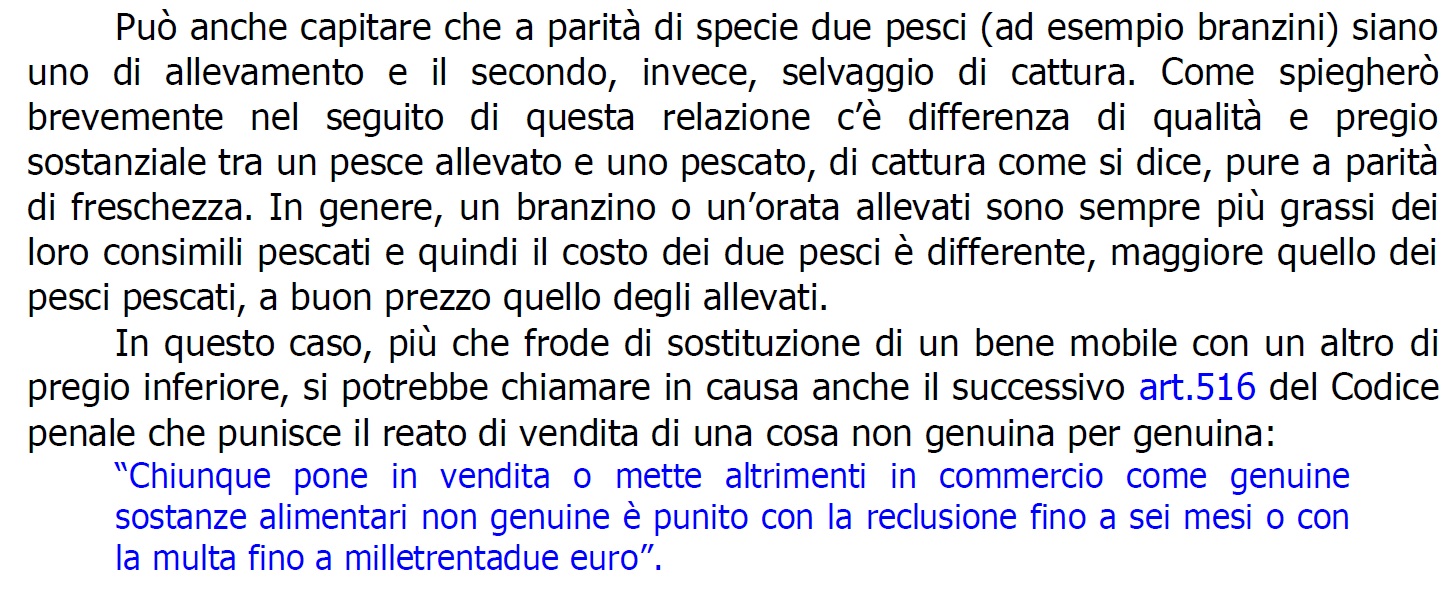 Può anche capitare che a parità di specie due pesci (ad esempio branzini) siano
uno di allevamento e il secondo, invece, selvaggio di cattura. Come spiegherò
brevemente nel seguito di questa relazione c’è differenza di qualità e pregio
sostanziale tra un pesce allevato e uno pescato, di cattura come si dice, pure a parità
di freschezza. In genere, un branzino o un’orata allevati sono sempre più grassi dei
loro consimili pescati e quindi il costo dei due pesci è differente, maggiore quello dei
pesci pescati, a buon prezzo quello degli allevati.
In questo caso, più che frode di sostituzione di un bene mobile con un altro di
pregio inferiore, si potrebbe chiamare in causa anche il successivo art.516 del Codice
penale che punisce il reato di vendita di una cosa non genuina per genuina:
“Chiunque pone in vendita o mette altrimenti in commercio come genuine
sostanze alimentari non genuine è punito con la reclusione fino a sei mesi o con
la multa fino a milletrentadue euro”.